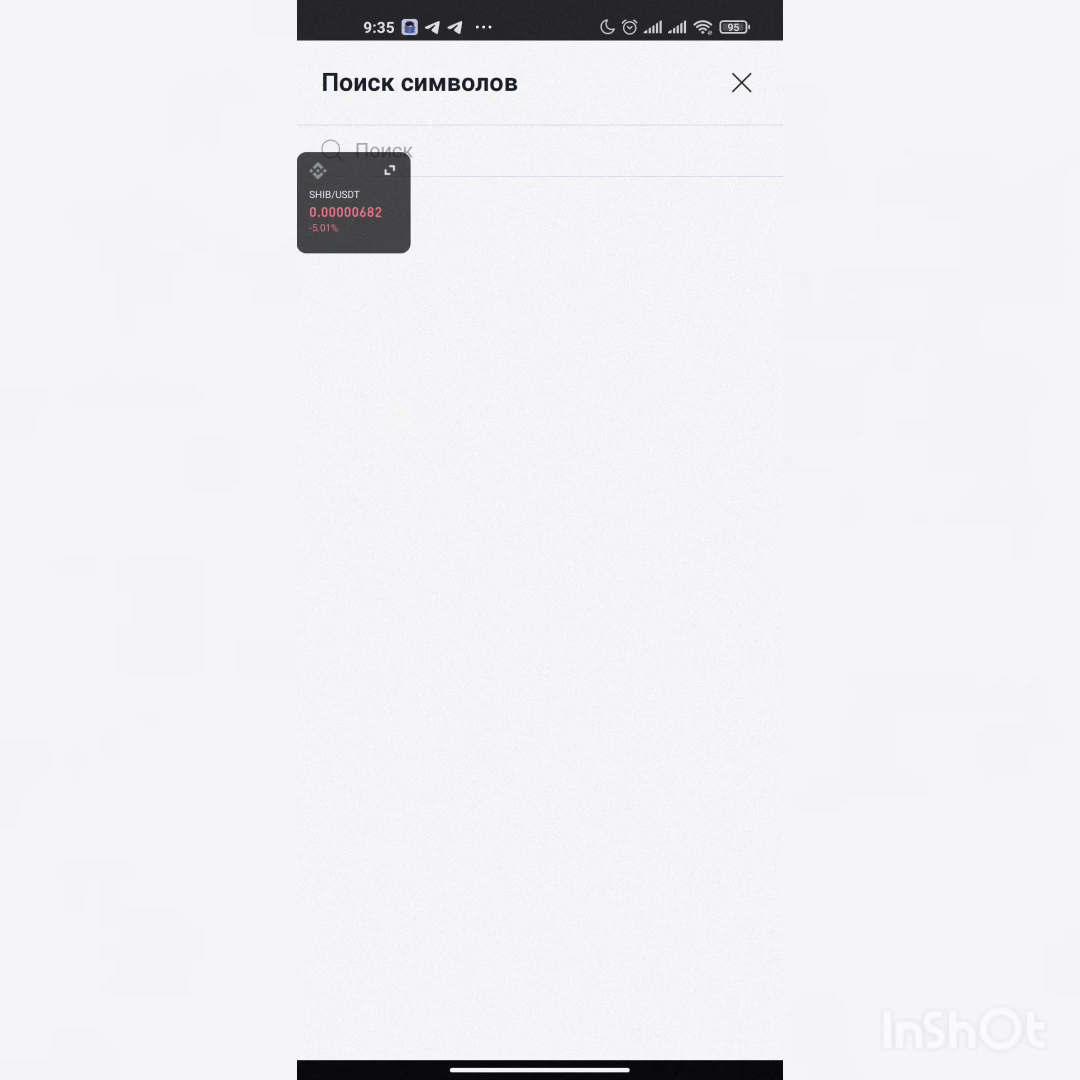 9:35
95
Поиск символов
Поиск
SHIB/USDT
0.00000682
-5.01%
InShOt